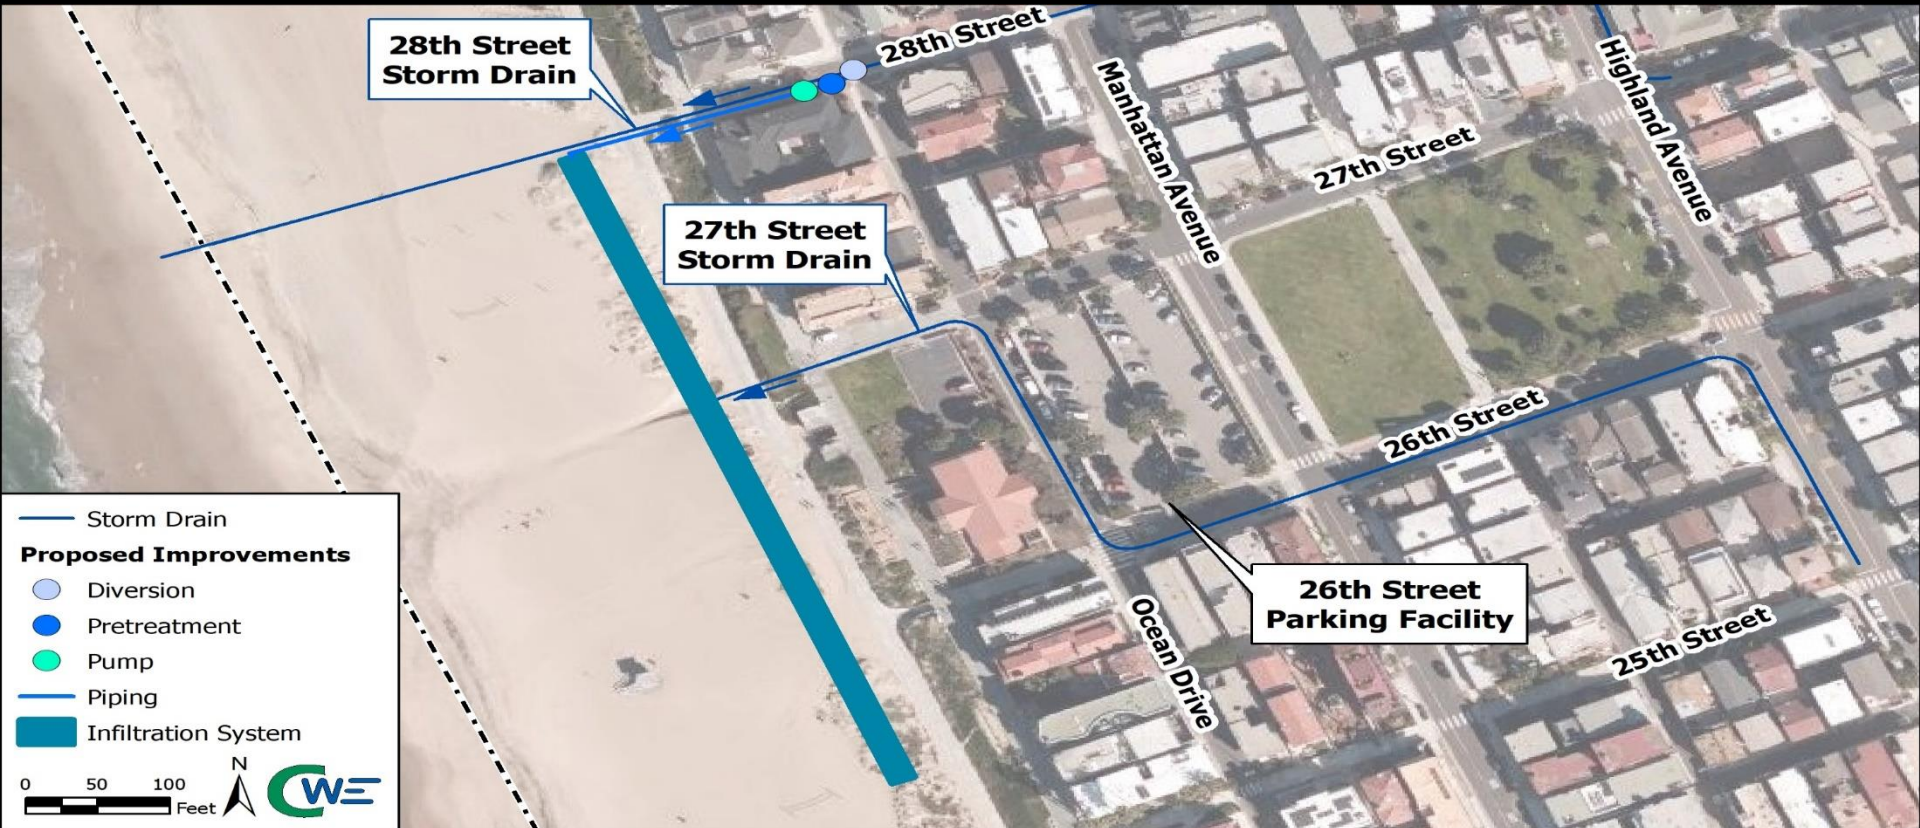 28th Street
Storm Drain
28th Street
Manhattan Avenue
Highland Avenue
27th Street
27th Street
Storm Drain
26th Street
26th Street
Parking Facility
Ocean Drive
25th Street
Storm Drain
Proposed Improvements
Diversion
Pretreatment
Pump
Piping
Infiltration System
0 50 100
Feet
N
CWE